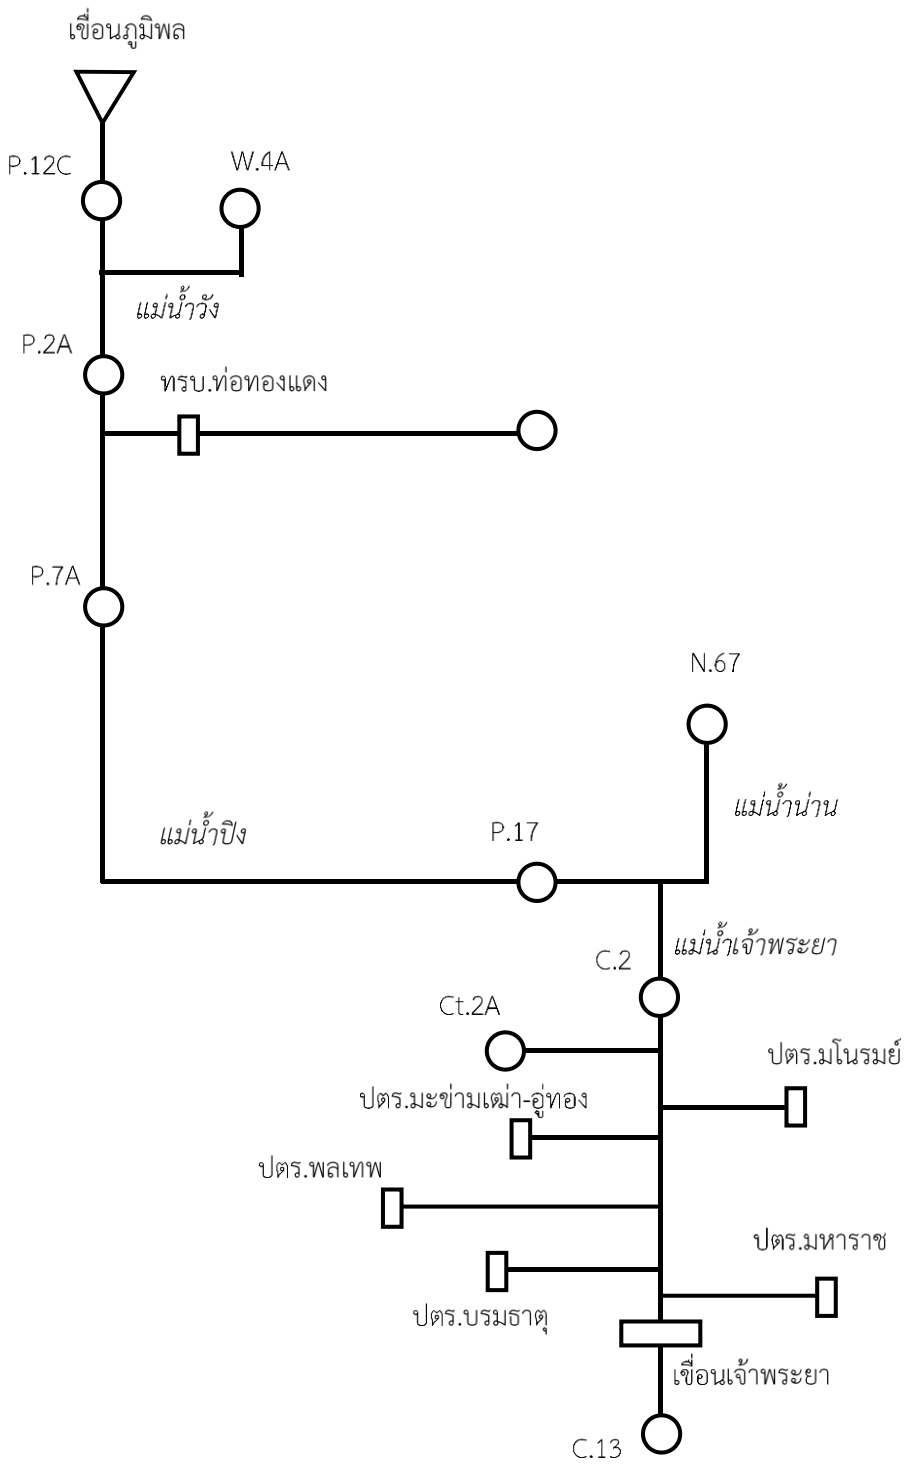 เขื่อนภูมิพล
P.12C
W.4A
แม่น้ำวัง
P.2A
ทรบ.ท่อทองแดง
P.7A
N.67
แม่น้ำน่าน
แม่น้ำปิง
P.17
แม่น้ำเจ้าพระยา
C.2
Ct.2A
ปตร.มโนรมย์
ปตร.มะขามเฒ่า-อู่ทอง
ปตร.พลเทพ
ปตร.มหาราช
ปตร.บรมธาตุ
เขื่อนเจ้าพระยา
C.13